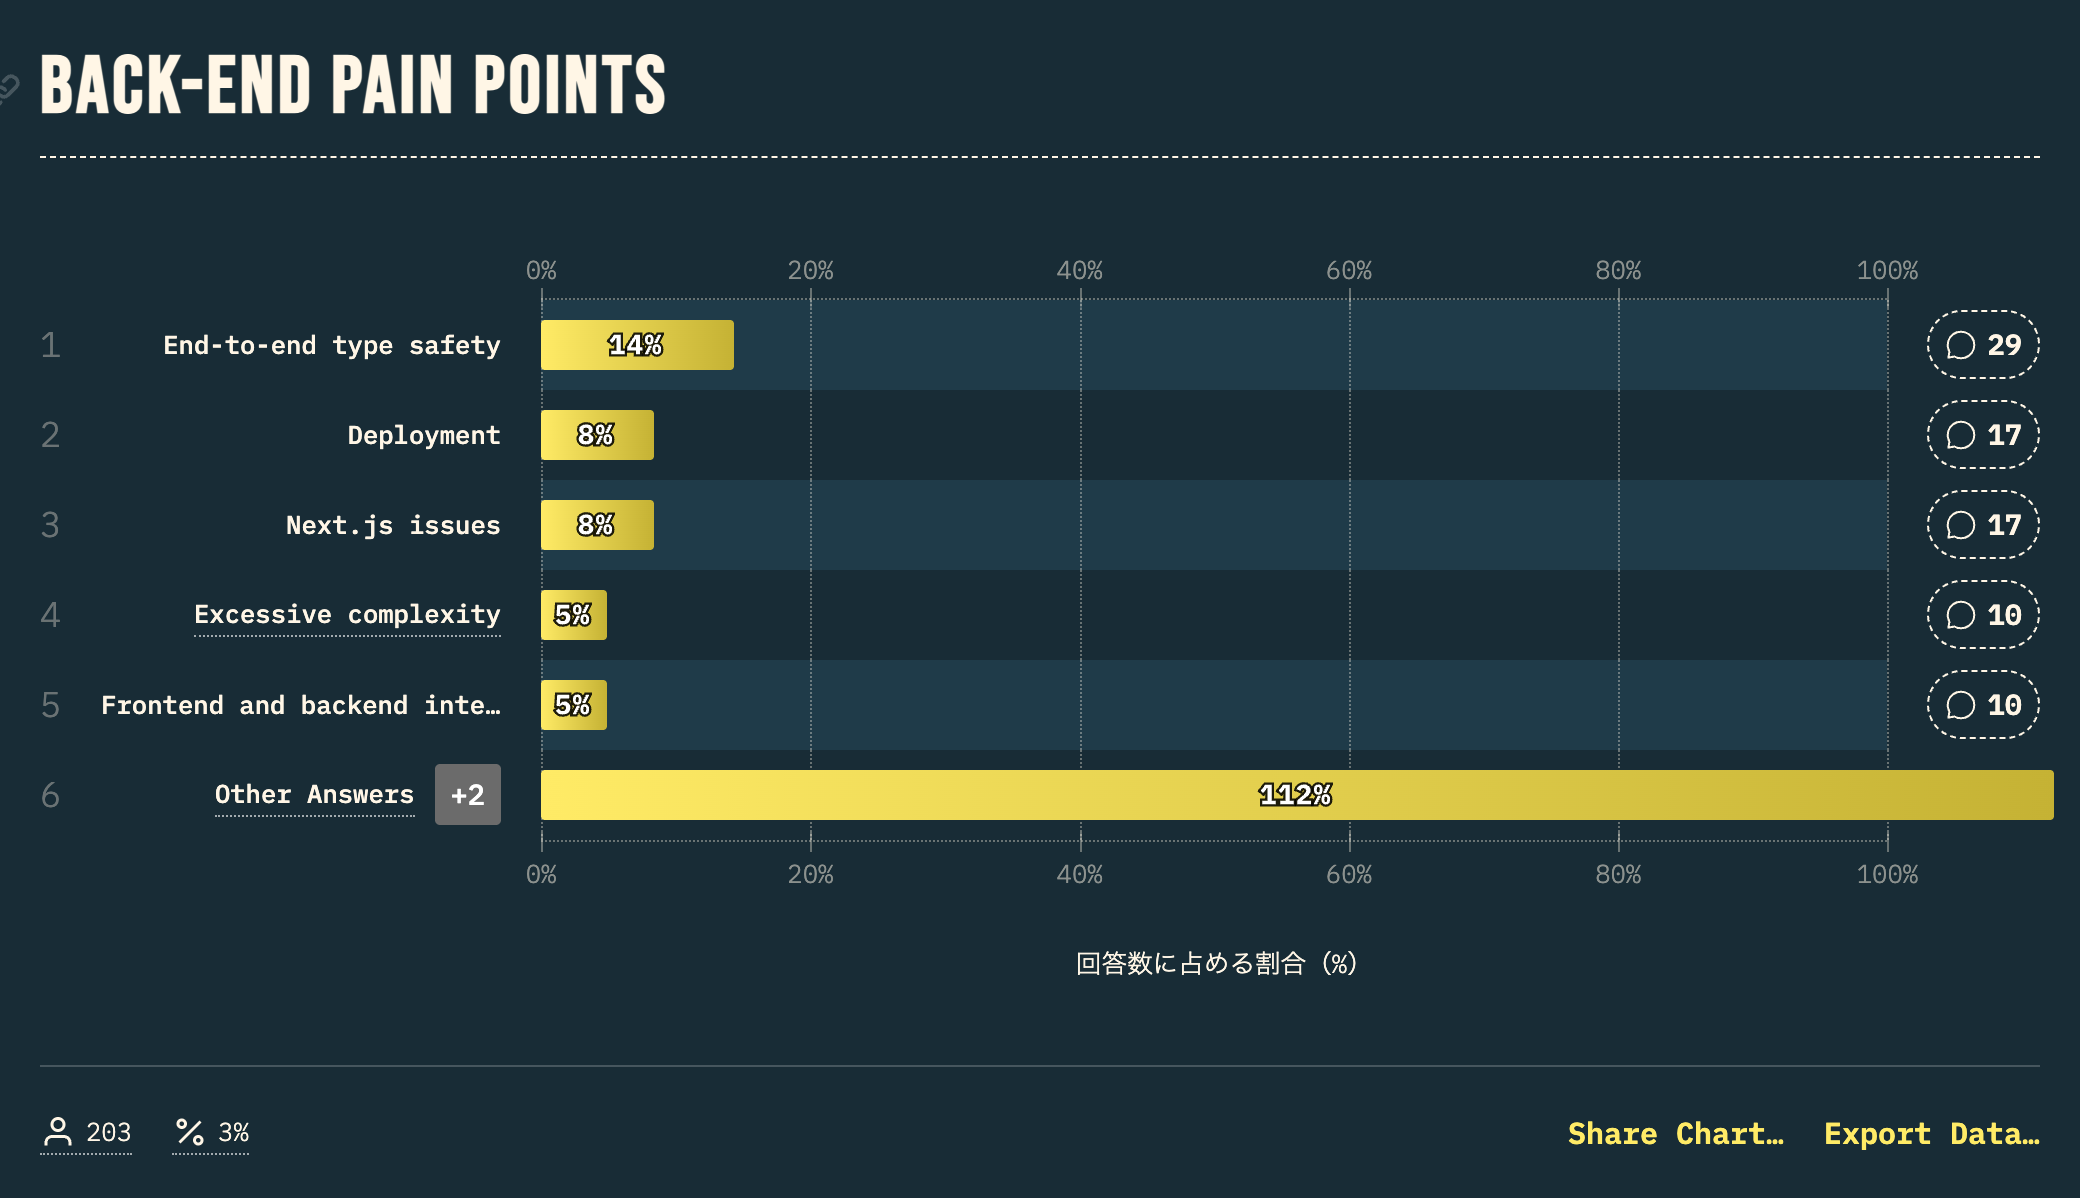 BACK-END PAIN POINTS
0% 20% 40% 60% 80% 100%
1 End-to-end type safety 14% 29
2 Deployment 8% 17
3 Next.js issues 8% 17
4 Excessive complexity 5% 10
5 Frontend and backend inte… 5% 10
6 Other Answers +2 112%
0% 20% 40% 60% 80% 100%
回答数に占める割合（%）
203 3% Share Chart… Export Data…